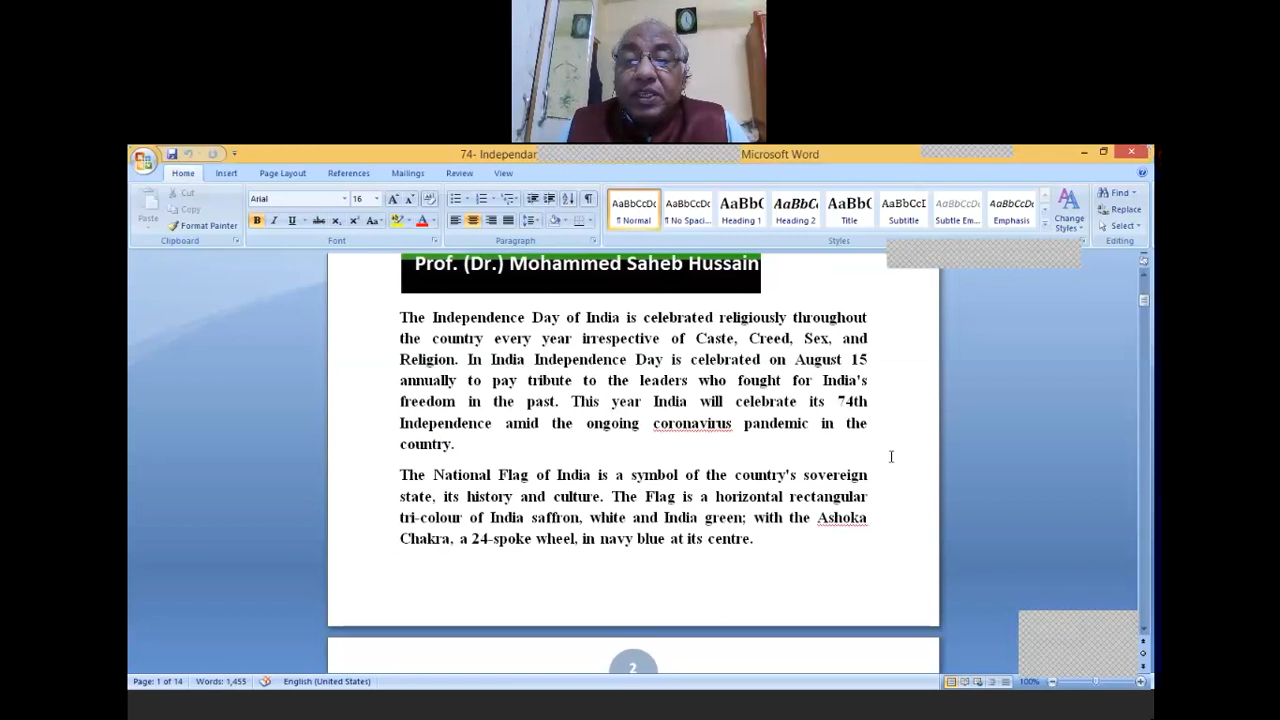 74- Independan
Microsoft Word
Home Insert Page Layout References Mailings Review View
Cut
Copy
Paste
Format Painter
Clipboard
Arial 16
Font
Paragraph
AaBbCcDc AaBbCcDc AaBbC AaBbCc AaBbC AaBbCcI AaBbCcDc AaBbCcDc
¶ Normal ¶ No Spaci... Heading 1 Heading 2 Title Subtitle Subtle Em... Emphasis
Change
Styles
Styles
Find
Replace
Select
Editing
Prof. (Dr.) Mohammed Saheb Hussain
The Independence Day of India is celebrated religiously throughout
the country every year irrespective of Caste, Creed, Sex, and
Religion. In India Independence Day is celebrated on August 15
annually to pay tribute to the leaders who fought for India's
freedom in the past. This year India will celebrate its 74th
Independence amid the ongoing coronavirus pandemic in the
country.
The National Flag of India is a symbol of the country's sovereign
state, its history and culture. The Flag is a horizontal rectangular
tri-colour of India saffron, white and India green; with the Ashoka
Chakra, a 24-spoke wheel, in navy blue at its centre.
2
Page: 1 of 14 Words: 1,455 English (United States) 100%